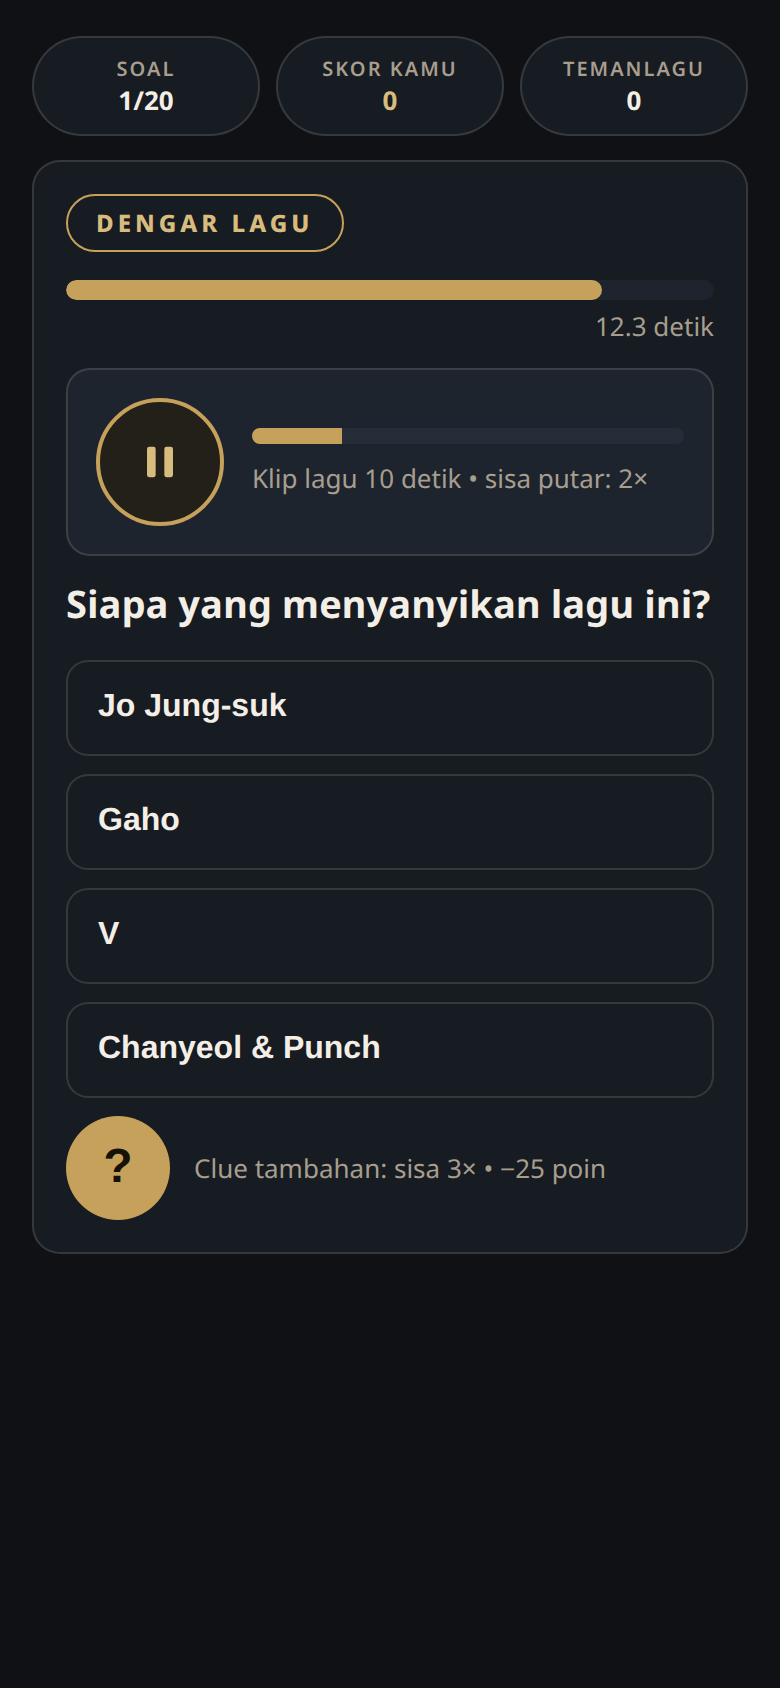 SOAL
1/20
SKOR KAMU
0
TEMANLAGU
0
DENGAR LAGU
12.3 detik
Klip lagu 10 detik • sisa putar: 2×
Siapa yang menyanyikan lagu ini?
Jo Jung-suk
Gaho
V
Chanyeol & Punch
?
Clue tambahan: sisa 3× • −25 poin